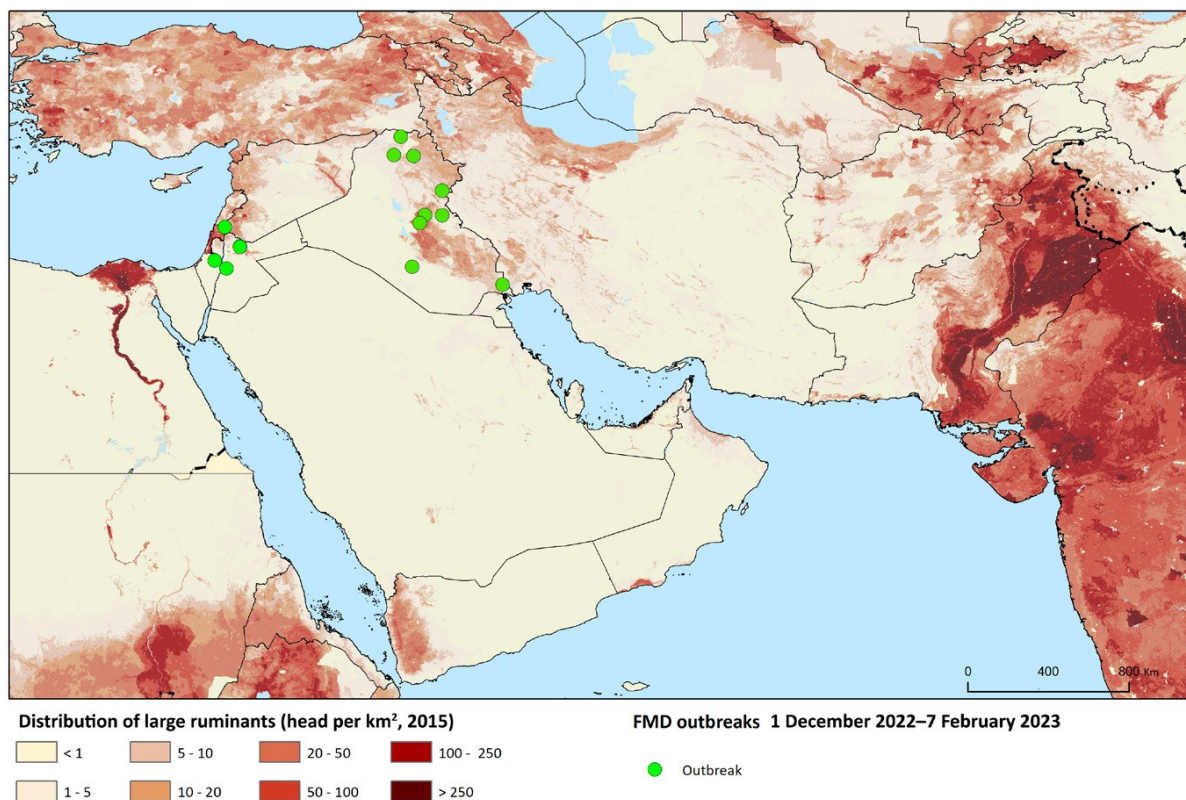 0 400 800 Km
Distribution of large ruminants (head per km², 2015)
< 1
5 - 10
20 - 50
100 - 250
1 - 5
10 - 20
50 - 100
> 250
FMD outbreaks 1 December 2022–7 February 2023
Outbreak